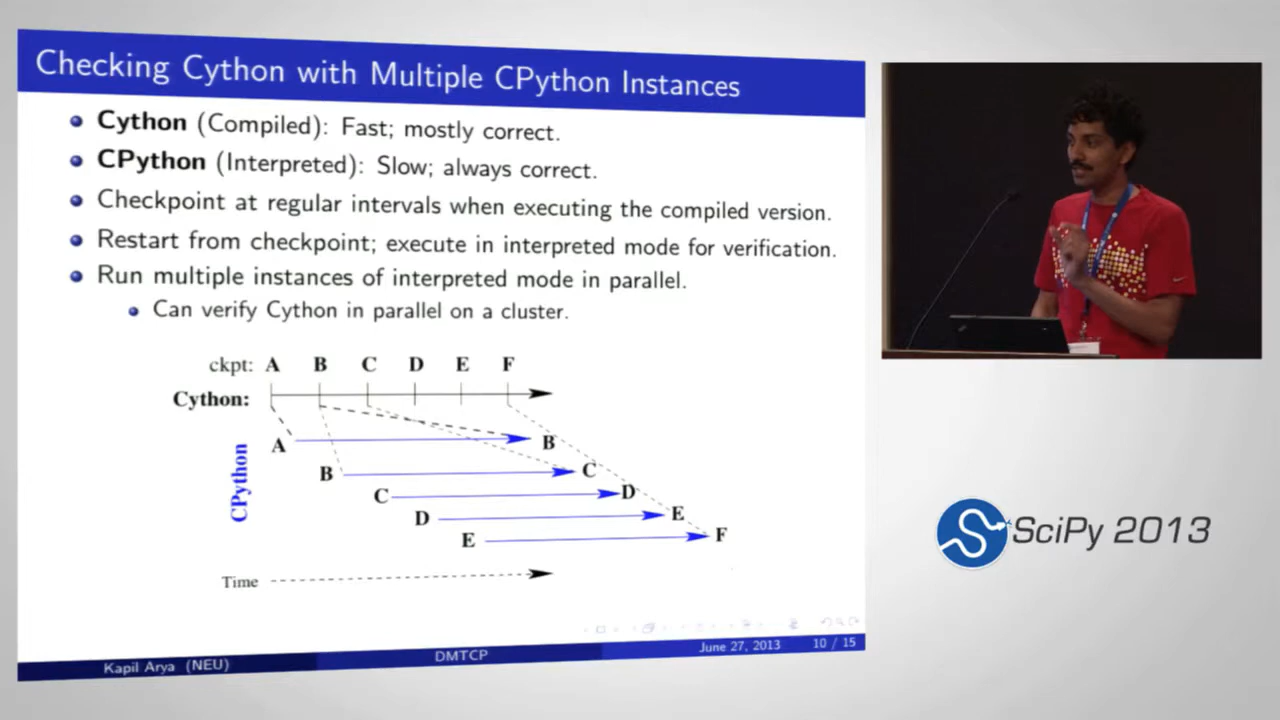 Checking Cython with Multiple CPython Instances
Cython (Compiled): Fast; mostly correct.
CPython (Interpreted): Slow; always correct.
Checkpoint at regular intervals when executing the compiled version.
Restart from checkpoint; execute in interpreted mode for verification.
Run multiple instances of interpreted mode in parallel.
Can verify Cython in parallel on a cluster.
ckpt: A B C D E F
Cython:
CPython
A B
B C
C D
D E
E F
Time
Kapil Arya (NEU) DMTCP June 27, 2013 10 / 15
SciPy 2013